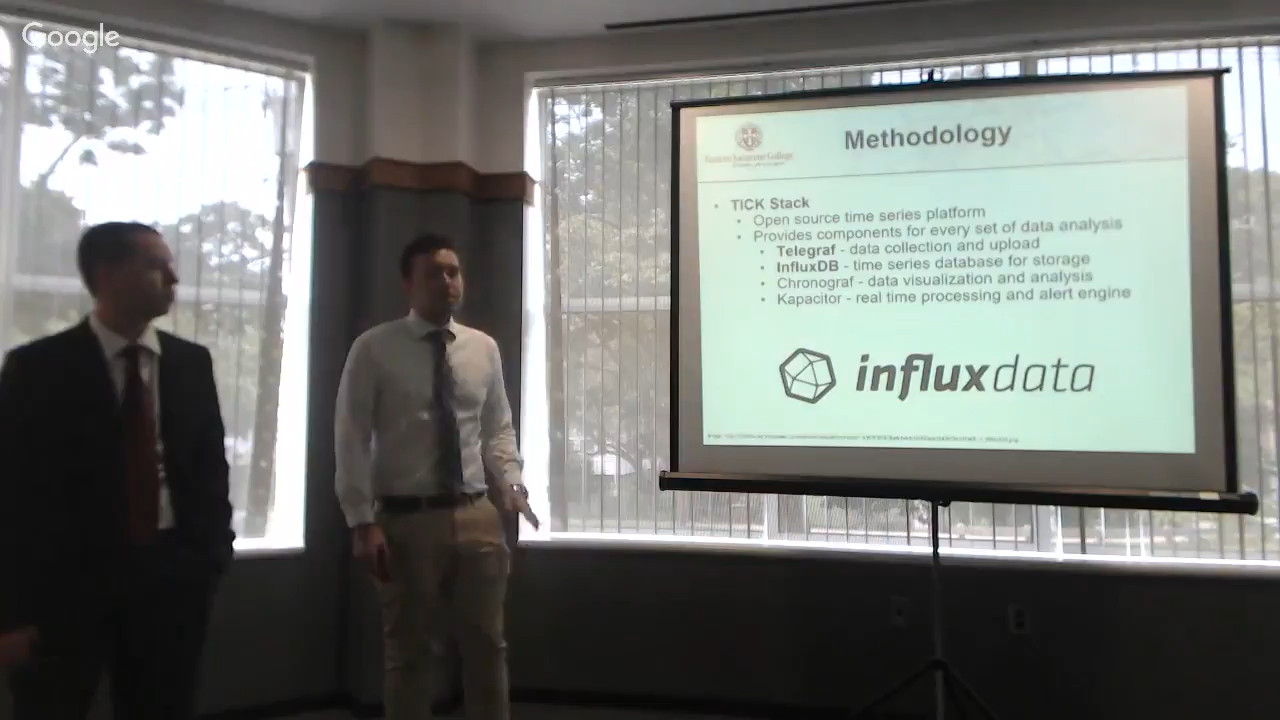 Google
Methodology
• TICK Stack
• Open source time series platform
• Provides components for every set of data analysis
• Telegraf - data collection and upload
• InfluxDB - time series database for storage
• Chronograf - data visualization and analysis
• Kapacitor - real time processing and alert engine
influxdata